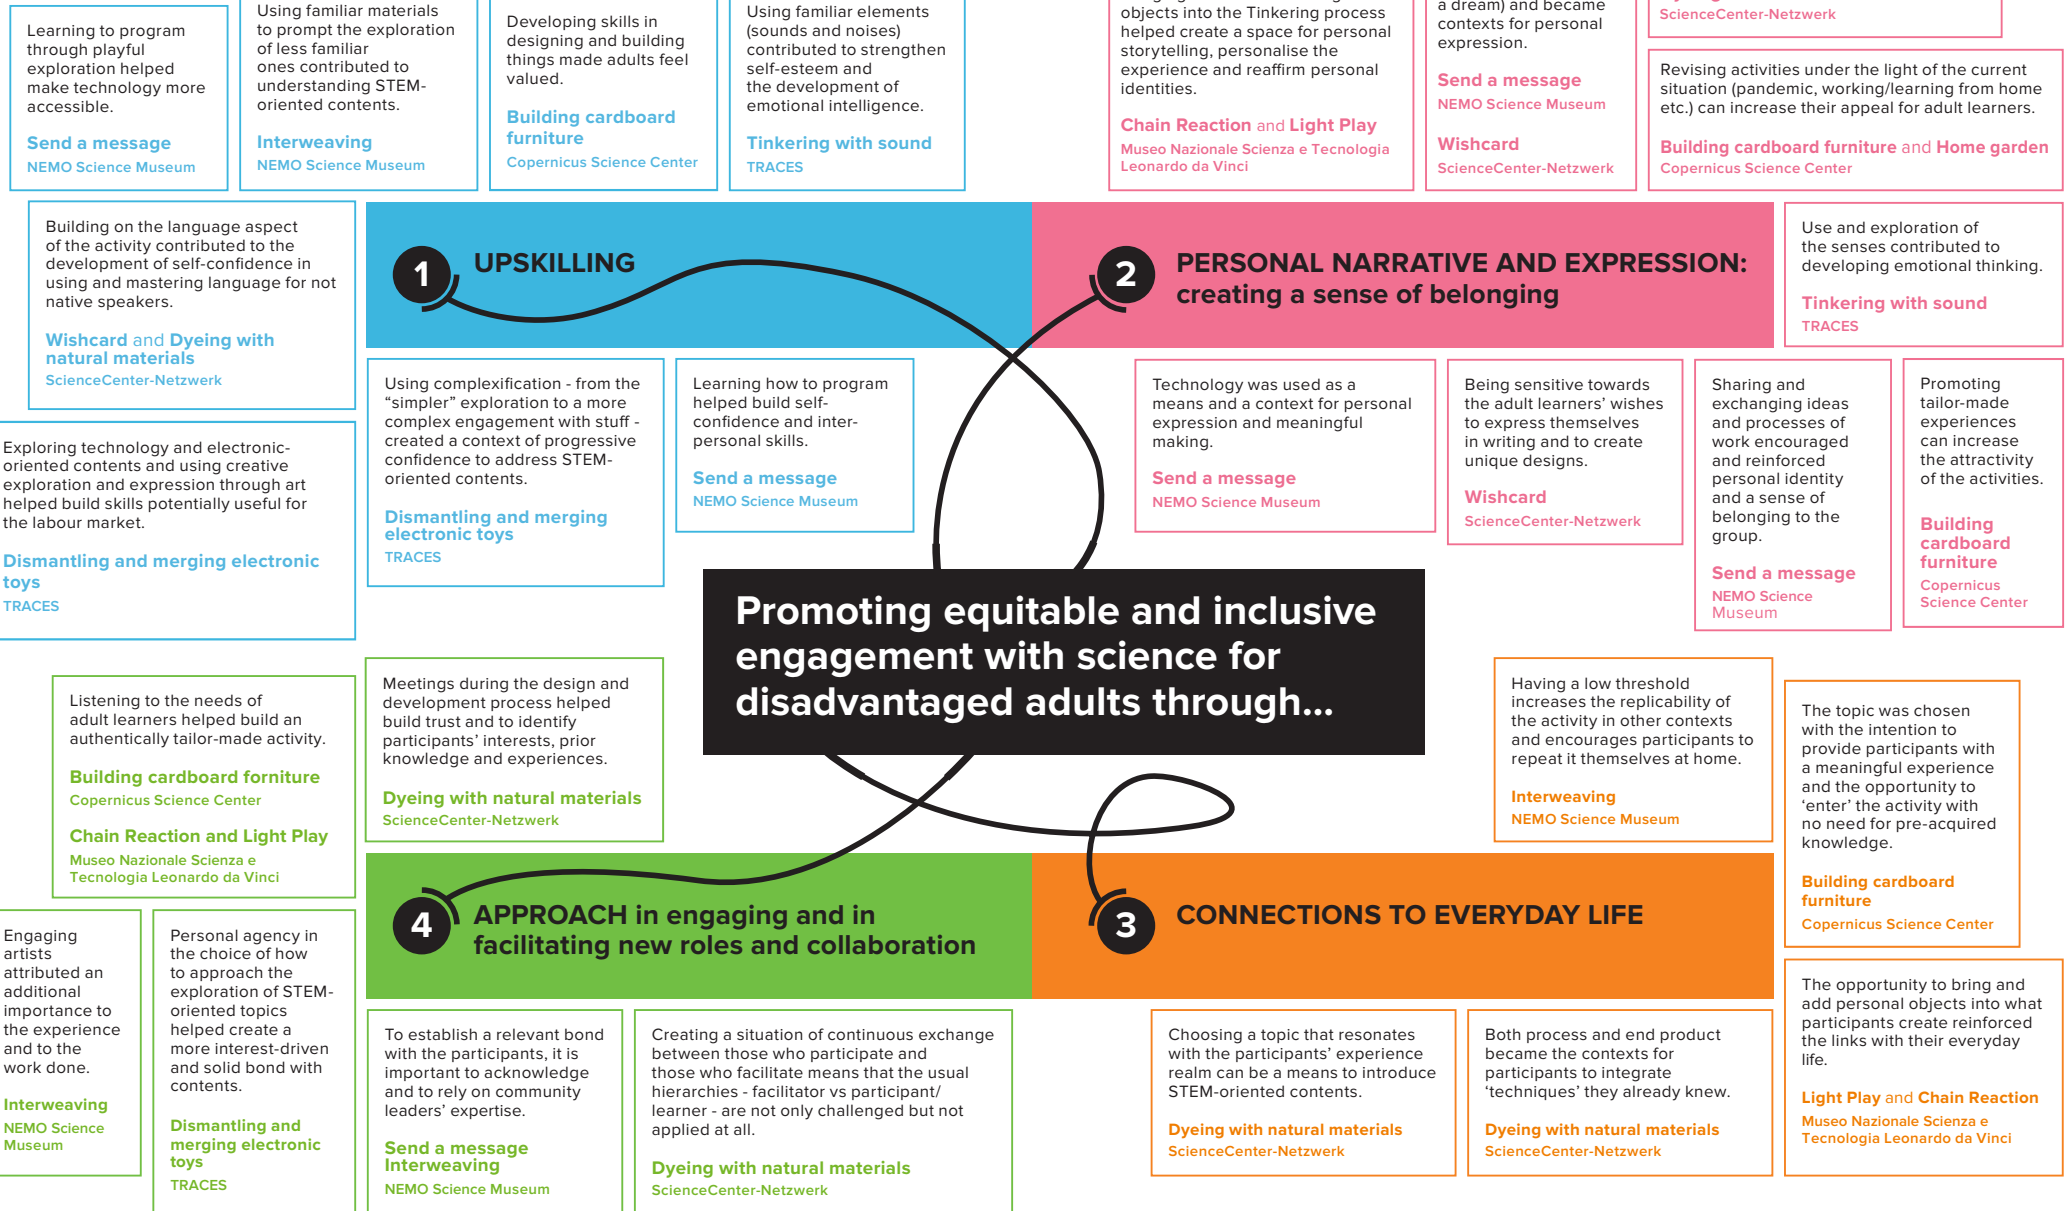 Learning to program
through playful
exploration helped
make technology more
accessible.
Send a message
NEMO Science Museum
Using familiar materials
to prompt the exploration
of less familiar
ones contributed to
understanding STEM-
oriented contents.
Interweaving
NEMO Science Museum
Developing skills in
designing and building
things made adults feel
valued.
Building cardboard
furniture
Copernicus Science Center
Using familiar elements
(sounds and noises)
contributed to strengthen
self-esteem and
the development of
emotional intelligence.
Tinkering with sound
TRACES
objects into the Tinkering process
helped create a space for personal
storytelling, personalise the
experience and reaffirm personal
identities.
Chain Reaction and Light Play
Museo Nazionale Scienza e Tecnologia
Leonardo da Vinci
a dream) and became
contexts for personal
expression.
Send a message
NEMO Science Museum
Wishcard
ScienceCenter-Netzwerk
ScienceCenter-Netzwerk
Revising activities under the light of the current
situation (pandemic, working/learning from home
etc.) can increase their appeal for adult learners.
Building cardboard furniture and Home garden
Copernicus Science Center
Building on the language aspect
of the activity contributed to the
development of self-confidence in
using and mastering language for not
native speakers.
Wishcard and Dyeing with
natural materials
ScienceCenter-Netzwerk
1
UPSKILLING
2
PERSONAL NARRATIVE AND EXPRESSION:
creating a sense of belonging
Use and exploration of
the senses contributed to
developing emotional thinking.
Tinkering with sound
TRACES
Exploring technology and electronic-
oriented contents and using creative
exploration and expression through art
helped build skills potentially useful for
the labour market.
Dismantling and merging electronic
toys
TRACES
Using complexification - from the
“simpler” exploration to a more
complex engagement with stuff -
created a context of progressive
confidence to address STEM-
oriented contents.
Dismantling and merging
electronic toys
TRACES
Learning how to program
helped build self-
confidence and inter-
personal skills.
Send a message
NEMO Science Museum
Technology was used as a
means and a context for personal
expression and meaningful
making.
Send a message
NEMO Science Museum
Being sensitive towards
the adult learners’ wishes
to express themselves
in writing and to create
unique designs.
Wishcard
ScienceCenter-Netzwerk
Sharing and
exchanging ideas
and processes of
work encouraged
and reinforced
personal identity
and a sense of
belonging to the
group.
Send a message
NEMO Science
Museum
Promoting
tailor-made
experiences
can increase
the attractivity
of the activities.
Building
cardboard
furniture
Copernicus
Science Center
Promoting equitable and inclusive
engagement with science for
disadvantaged adults through...
Listening to the needs of
adult learners helped build an
authentically tailor-made activity.
Building cardboard forniture
Copernicus Science Center
Chain Reaction and Light Play
Museo Nazionale Scienza e
Tecnologia Leonardo da Vinci
Meetings during the design and
development process helped
build trust and to identify
participants’ interests, prior
knowledge and experiences.
Dyeing with natural materials
ScienceCenter-Netzwerk
Having a low threshold
increases the replicability of
the activity in other contexts
and encourages participants to
repeat it themselves at home.
Interweaving
NEMO Science Museum
The topic was chosen
with the intention to
provide participants with
a meaningful experience
and the opportunity to
‘enter’ the activity with
no need for pre-acquired
knowledge.
Building cardboard
furniture
Copernicus Science Center
4
APPROACH in engaging and in
facilitating new roles and collaboration
3
CONNECTIONS TO EVERYDAY LIFE
Engaging
artists
attributed an
additional
importance to
the experience
and to the
work done.
Interweaving
NEMO Science
Museum
Personal agency in
the choice of how
to approach the
exploration of STEM-
oriented topics
helped create a
more interest-driven
and solid bond with
contents.
Dismantling and
merging electronic
toys
TRACES
To establish a relevant bond
with the participants, it is
important to acknowledge
and to rely on community
leaders’ expertise.
Send a message
Interweaving
NEMO Science Museum
Creating a situation of continuous exchange
between those who participate and
those who facilitate means that the usual
hierarchies - facilitator vs participant/
learner - are not only challenged but not
applied at all.
Dyeing with natural materials
ScienceCenter-Netzwerk
Choosing a topic that resonates
with the participants’ experience
realm can be a means to introduce
STEM-oriented contents.
Dyeing with natural materials
ScienceCenter-Netzwerk
Both process and end product
became the contexts for
participants to integrate
‘techniques’ they already knew.
Dyeing with natural materials
ScienceCenter-Netzwerk
The opportunity to bring and
add personal objects into what
participants create reinforced
the links with their everyday
life.
Light Play and Chain Reaction
Museo Nazionale Scienza e
Tecnologia Leonardo da Vinci